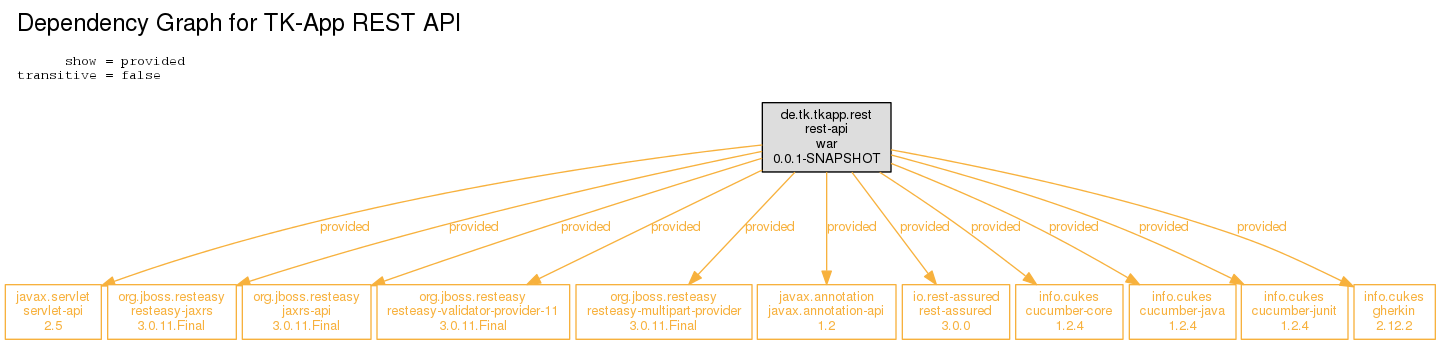 Dependency Graph for TK-App REST API
show = provided
transitive = false
de.tk.tkapp.rest
rest-api
war
0.0.1-SNAPSHOT
provided provided provided provided provided provided provided provided provided provided provided
javax.servlet
servlet-api
2.5
org.jboss.resteasy
resteasy-jaxrs
3.0.11.Final
org.jboss.resteasy
jaxrs-api
3.0.11.Final
org.jboss.resteasy
resteasy-validator-provider-11
3.0.11.Final
org.jboss.resteasy
resteasy-multipart-provider
3.0.11.Final
javax.annotation
javax.annotation-api
1.2
io.rest-assured
rest-assured
3.0.0
info.cukes
cucumber-core
1.2.4
info.cukes
cucumber-java
1.2.4
info.cukes
cucumber-junit
1.2.4
info.cukes
gherkin
2.12.2